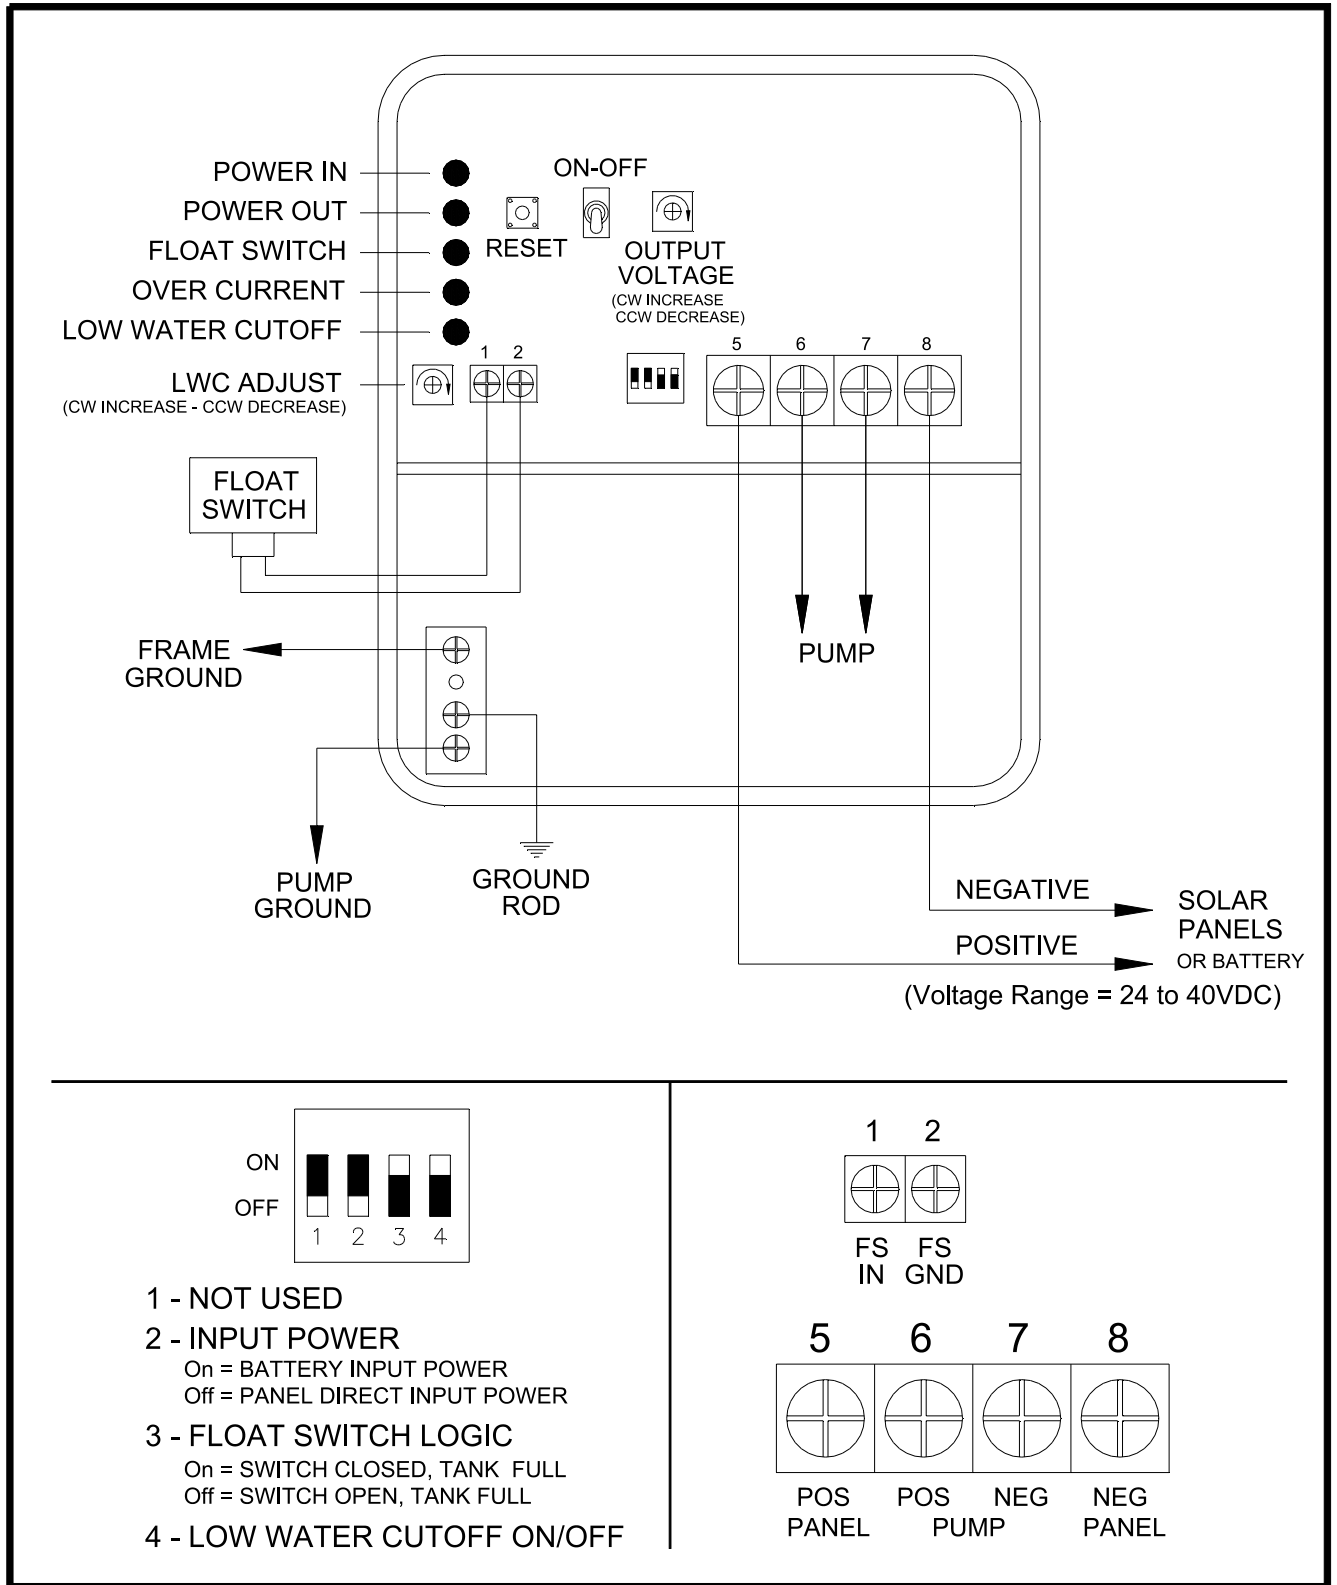 POWER IN
POWER OUT
FLOAT SWITCH
OVER CURRENT
LOW WATER CUTOFF
LWC ADJUST
(CW INCREASE - CCW DECREASE)
ON-OFF
RESET
OUTPUT
VOLTAGE
(CW INCREASE
CCW DECREASE)
1 2
5 6 7 8
FLOAT
SWITCH
FRAME
GROUND
PUMP
PUMP
GROUND
GROUND
ROD
NEGATIVE
POSITIVE
SOLAR
PANELS
OR BATTERY
(Voltage Range = 24 to 40VDC)
ON
OFF
1 2 3 4
1 - NOT USED
2 - INPUT POWER
On = BATTERY INPUT POWER
Off = PANEL DIRECT INPUT POWER
3 - FLOAT SWITCH LOGIC
On = SWITCH CLOSED, TANK FULL
Off = SWITCH OPEN, TANK FULL
4 - LOW WATER CUTOFF ON/OFF
1 2
FS FS
IN GND
5 6 7 8
POS POS NEG NEG
PANEL PUMP PANEL